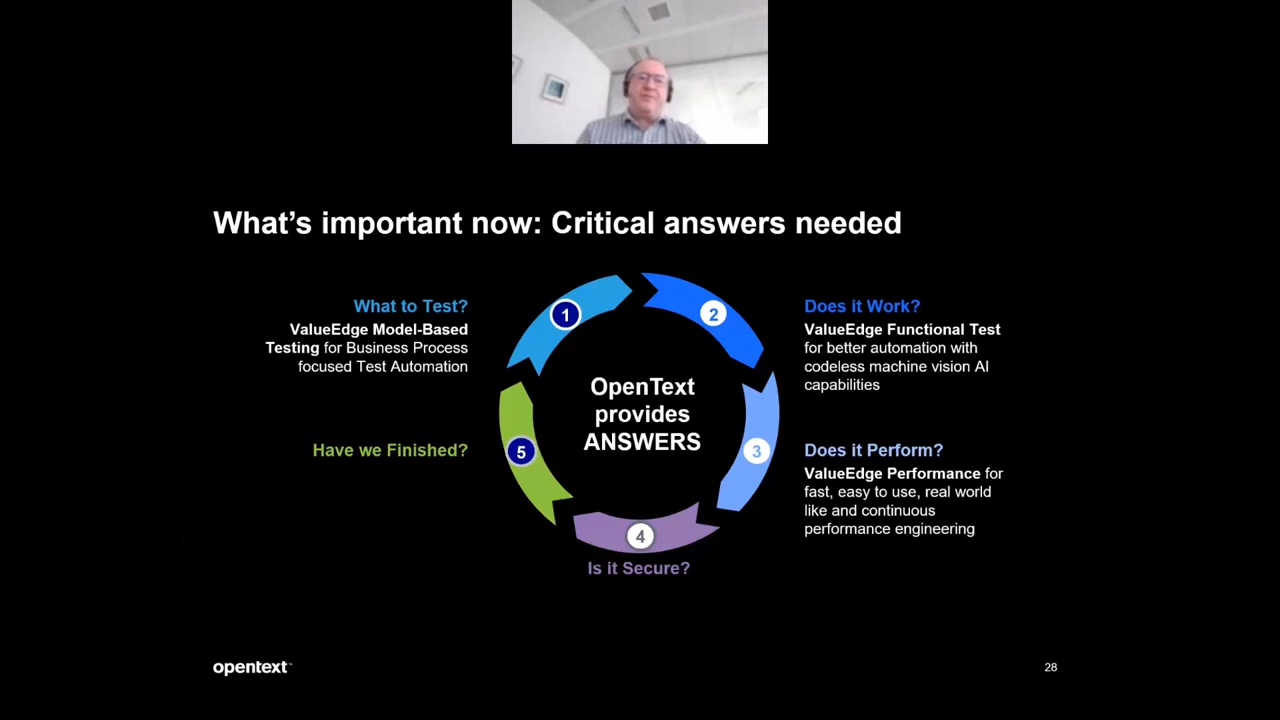 What's important now: Critical answers needed
What to Test?
ValueEdge Model-Based
Testing for Business Process
focused Test Automation
1
2
Does it Work?
ValueEdge Functional Test
for better automation with
codeless machine vision AI
capabilities
OpenText
provides
ANSWERS
Have we Finished?
5
3
Does it Perform?
ValueEdge Performance for
fast, easy to use, real world
like and continuous
performance engineering
4
Is it Secure?
opentext™
28